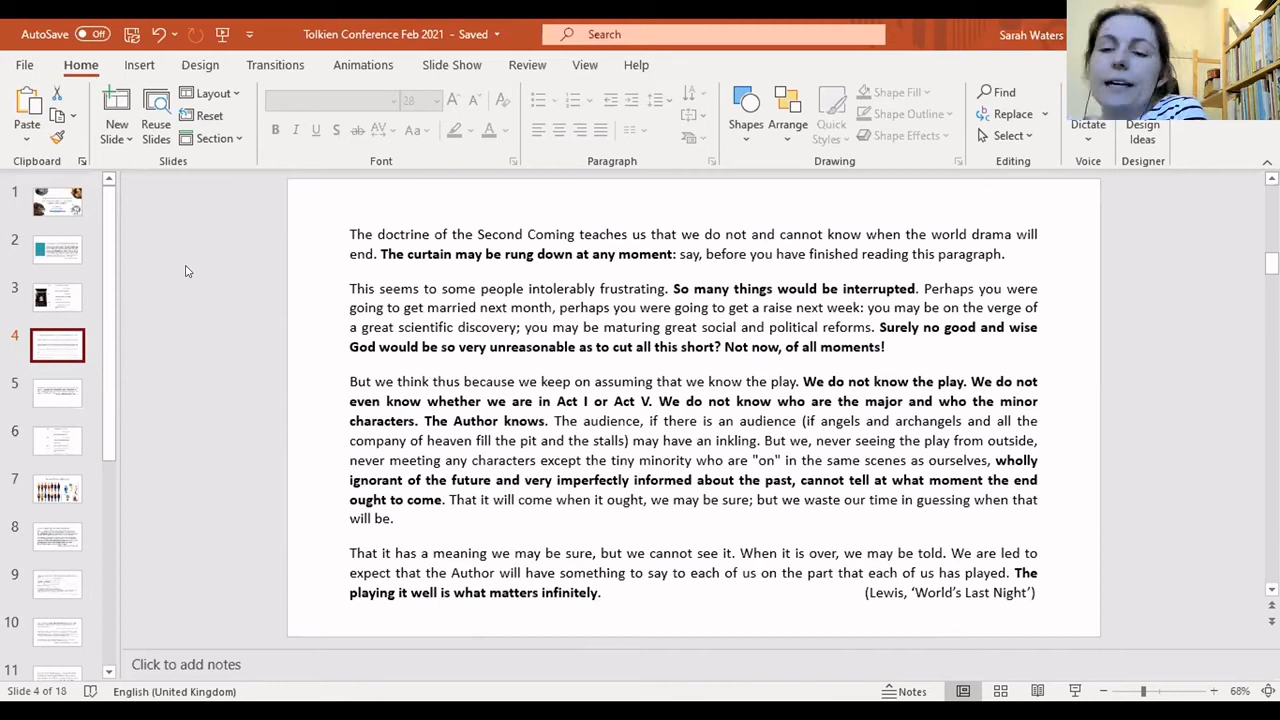 AutoSave Off Tolkien Conference Feb 2021 - Saved Search Sarah Waters
File Home Insert Design Transitions Animations Slide Show Review View Help
Paste New Slide Reuse Slides Layout Reset Section 28 Shapes Arrange Quick Styles Shape Fill Shape Outline Shape Effects Find Replace Select Dictate Design Ideas
Clipboard Slides Font Paragraph Drawing Editing Voice Designer
The doctrine of the Second Coming teaches us that we do not and cannot know when the world drama will
end. The curtain may be rung down at any moment: say, before you have finished reading this paragraph.
This seems to some people intolerably frustrating. So many things would be interrupted. Perhaps you were
going to get married next month, perhaps you were going to get a raise next week: you may be on the verge of
a great scientific discovery; you may be maturing great social and political reforms. Surely no good and wise
God would be so very unreasonable as to cut all this short? Not now, of all moments!
But we think thus because we keep on assuming that we know the play. We do not know the play. We do not
even know whether we are in Act I or Act V. We do not know who are the major and who the minor
characters. The Author knows. The audience, if there is an audience (if angels and archangels and all the
company of heaven fill the pit and the stalls) may have an inkling. But we, never seeing the play from outside,
never meeting any characters except the tiny minority who are "on" in the same scenes as ourselves, wholly
ignorant of the future and very imperfectly informed about the past, cannot tell at what moment the end
ought to come. That it will come when it ought, we may be sure; but we waste our time in guessing when that
will be.
That it has a meaning we may be sure, but we cannot see it. When it is over, we may be told. We are led to
expect that the Author will have something to say to each of us on the part that each of us has played. The
playing it well is what matters infinitely. (Lewis, ‘World’s Last Night’)
1
2
3
4
5
6
7
8
9
10
11
Click to add notes
Slide 4 of 18 English (United Kingdom) Notes 68%